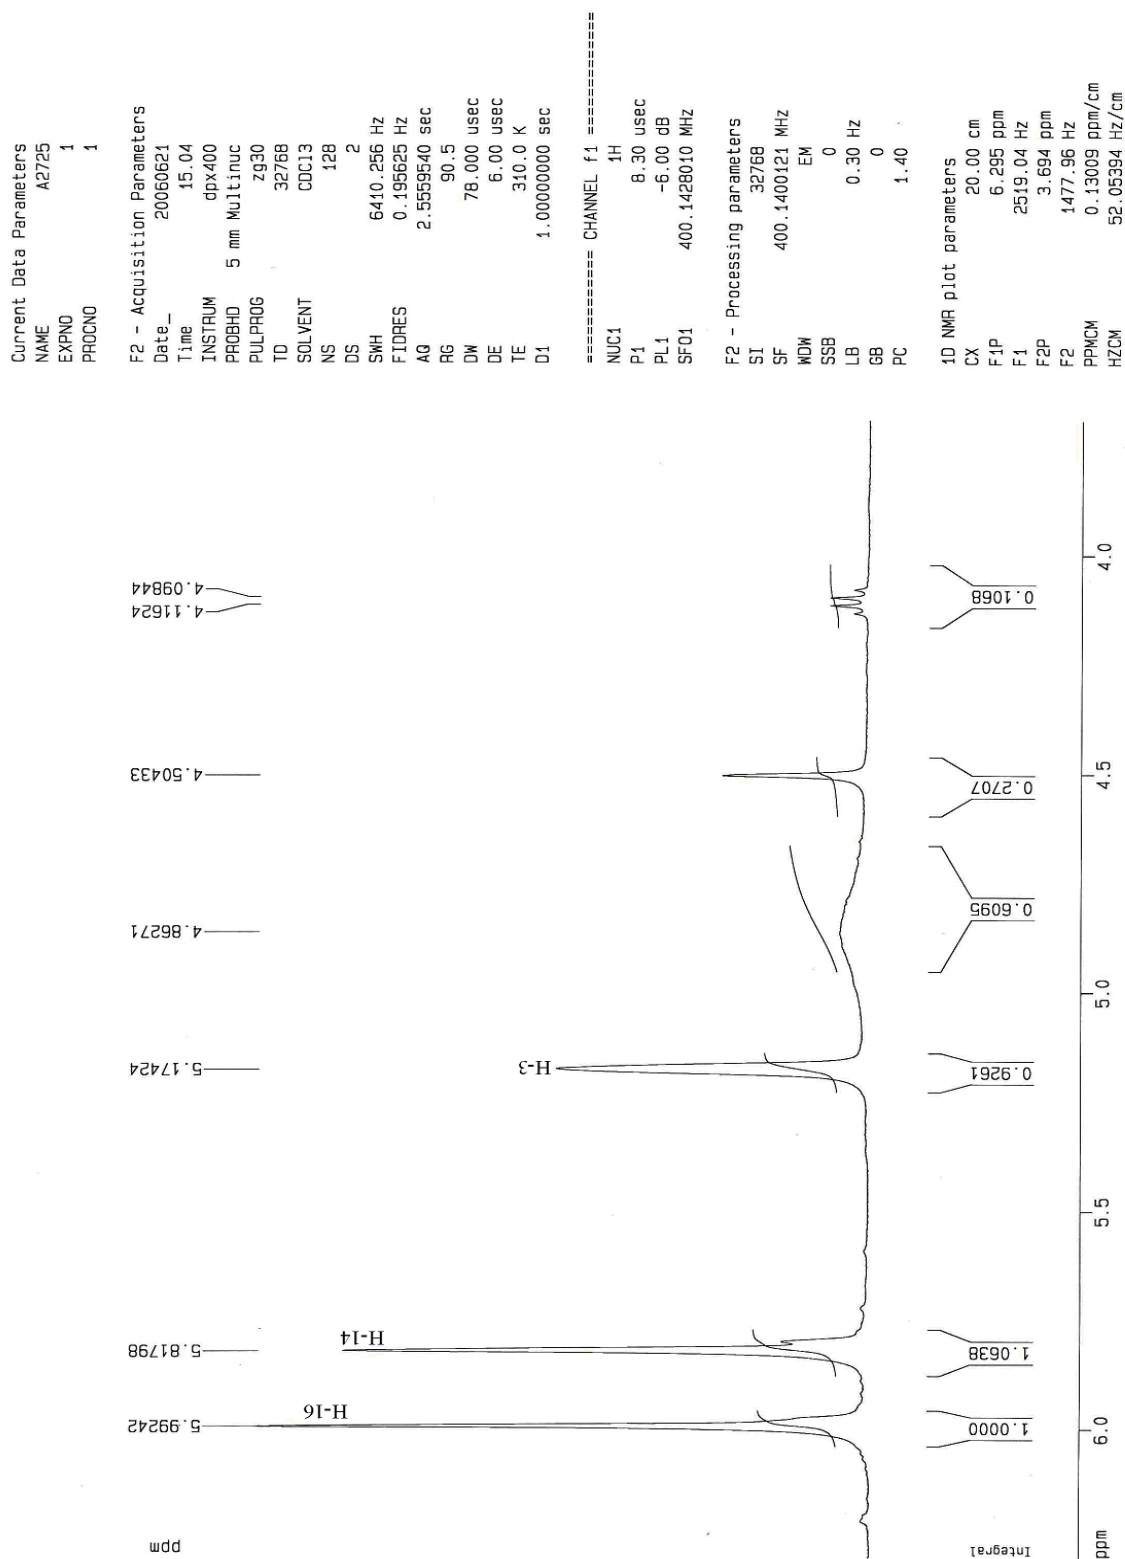 Current Data Parameters
NAME A2725
EXPNO 1
PROCNO 1
F2 - Acquisition Parameters
Date_ 20060621
Time 15.04
INSTRUM dpx400
PROBHD 5 mm Multinuc
PULPROG zg30
TD 32768
SOLVENT CDCl3
NS 128
DS 2
SWH 6410.256 Hz
FIDRES 0.195625 Hz
AQ 2.5559540 sec
RG 90.5
DW 78.000 usec
DE 6.00 usec
TE 310.0 K
D1 1.00000000 sec
============ CHANNEL f1 ============
NUC1 1H
P1 8.30 usec
PL1 -6.00 dB
SFO1 400.1428010 MHz
F2 - Processing parameters
SI 32768
SF 400.1400121 MHz
WDW EM
SSB 0
LB 0.30 Hz
GB 0
PC 1.40
1D NMR plot parameters
CX 20.00 cm
F1P 6.295 ppm
F1 2519.04 Hz
F2P 3.694 ppm
F2 1477.96 Hz
PPMCM 0.13009 ppm/cm
HZCM 52.05394 Hz/cm
ppm
5.99242
5.81798
5.17424
4.86271
4.50433
4.11624
4.09844
H-16
H-14
H-3
Integral
1.0000
1.0638
0.9261
0.6095
0.2707
0.1068
ppm
6.0
5.5
5.0
4.5
4.0